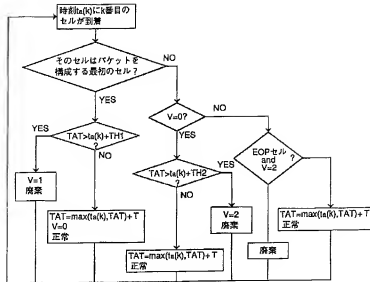 時刻ta(k)にk番目の
セルが到着
そのセルはパケットを
構成する最初のセル?
NO
YES
V=0?
NO
YES
TAT>ta(k)+TH1
?
YES
NO
TAT>ta(k)+TH2
?
YES
NO
EOPセル
and
V=2
?
V=1
廃棄
TAT=max(ta(k),TAT)+T
V=0
正常
V=2
廃棄
TAT=max(ta(k),TAT)+T
正常
廃棄
TAT=max(ta(k),TAT)+T
正常